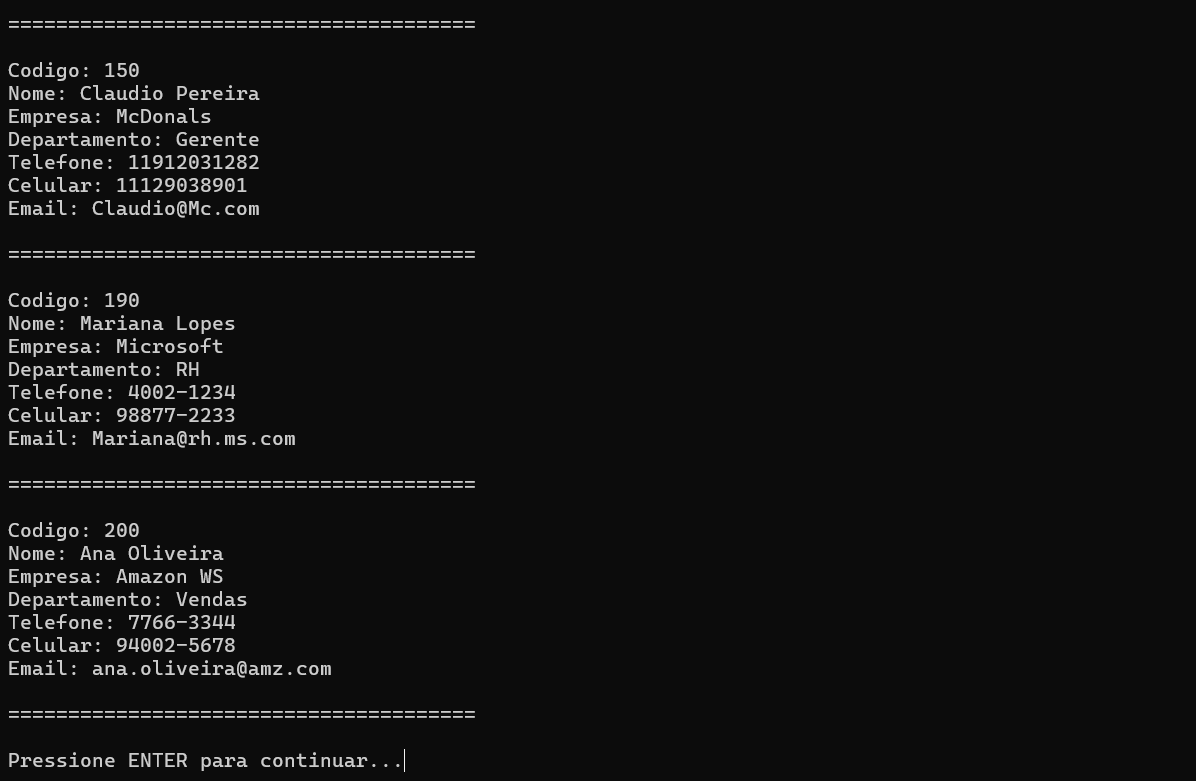 =======================================
Codigo: 150
Nome: Claudio Pereira
Empresa: McDonals
Departamento: Gerente
Telefone: 11912031282
Celular: 11129038901
Email: Claudio@Mc.com
=======================================
Codigo: 190
Nome: Mariana Lopes
Empresa: Microsoft
Departamento: RH
Telefone: 4002-1234
Celular: 98877-2233
Email: Mariana@rh.ms.com
=======================================
Codigo: 200
Nome: Ana Oliveira
Empresa: Amazon WS
Departamento: Vendas
Telefone: 7766-3344
Celular: 94002-5678
Email: ana.oliveira@amz.com
=======================================
Pressione ENTER para continuar...